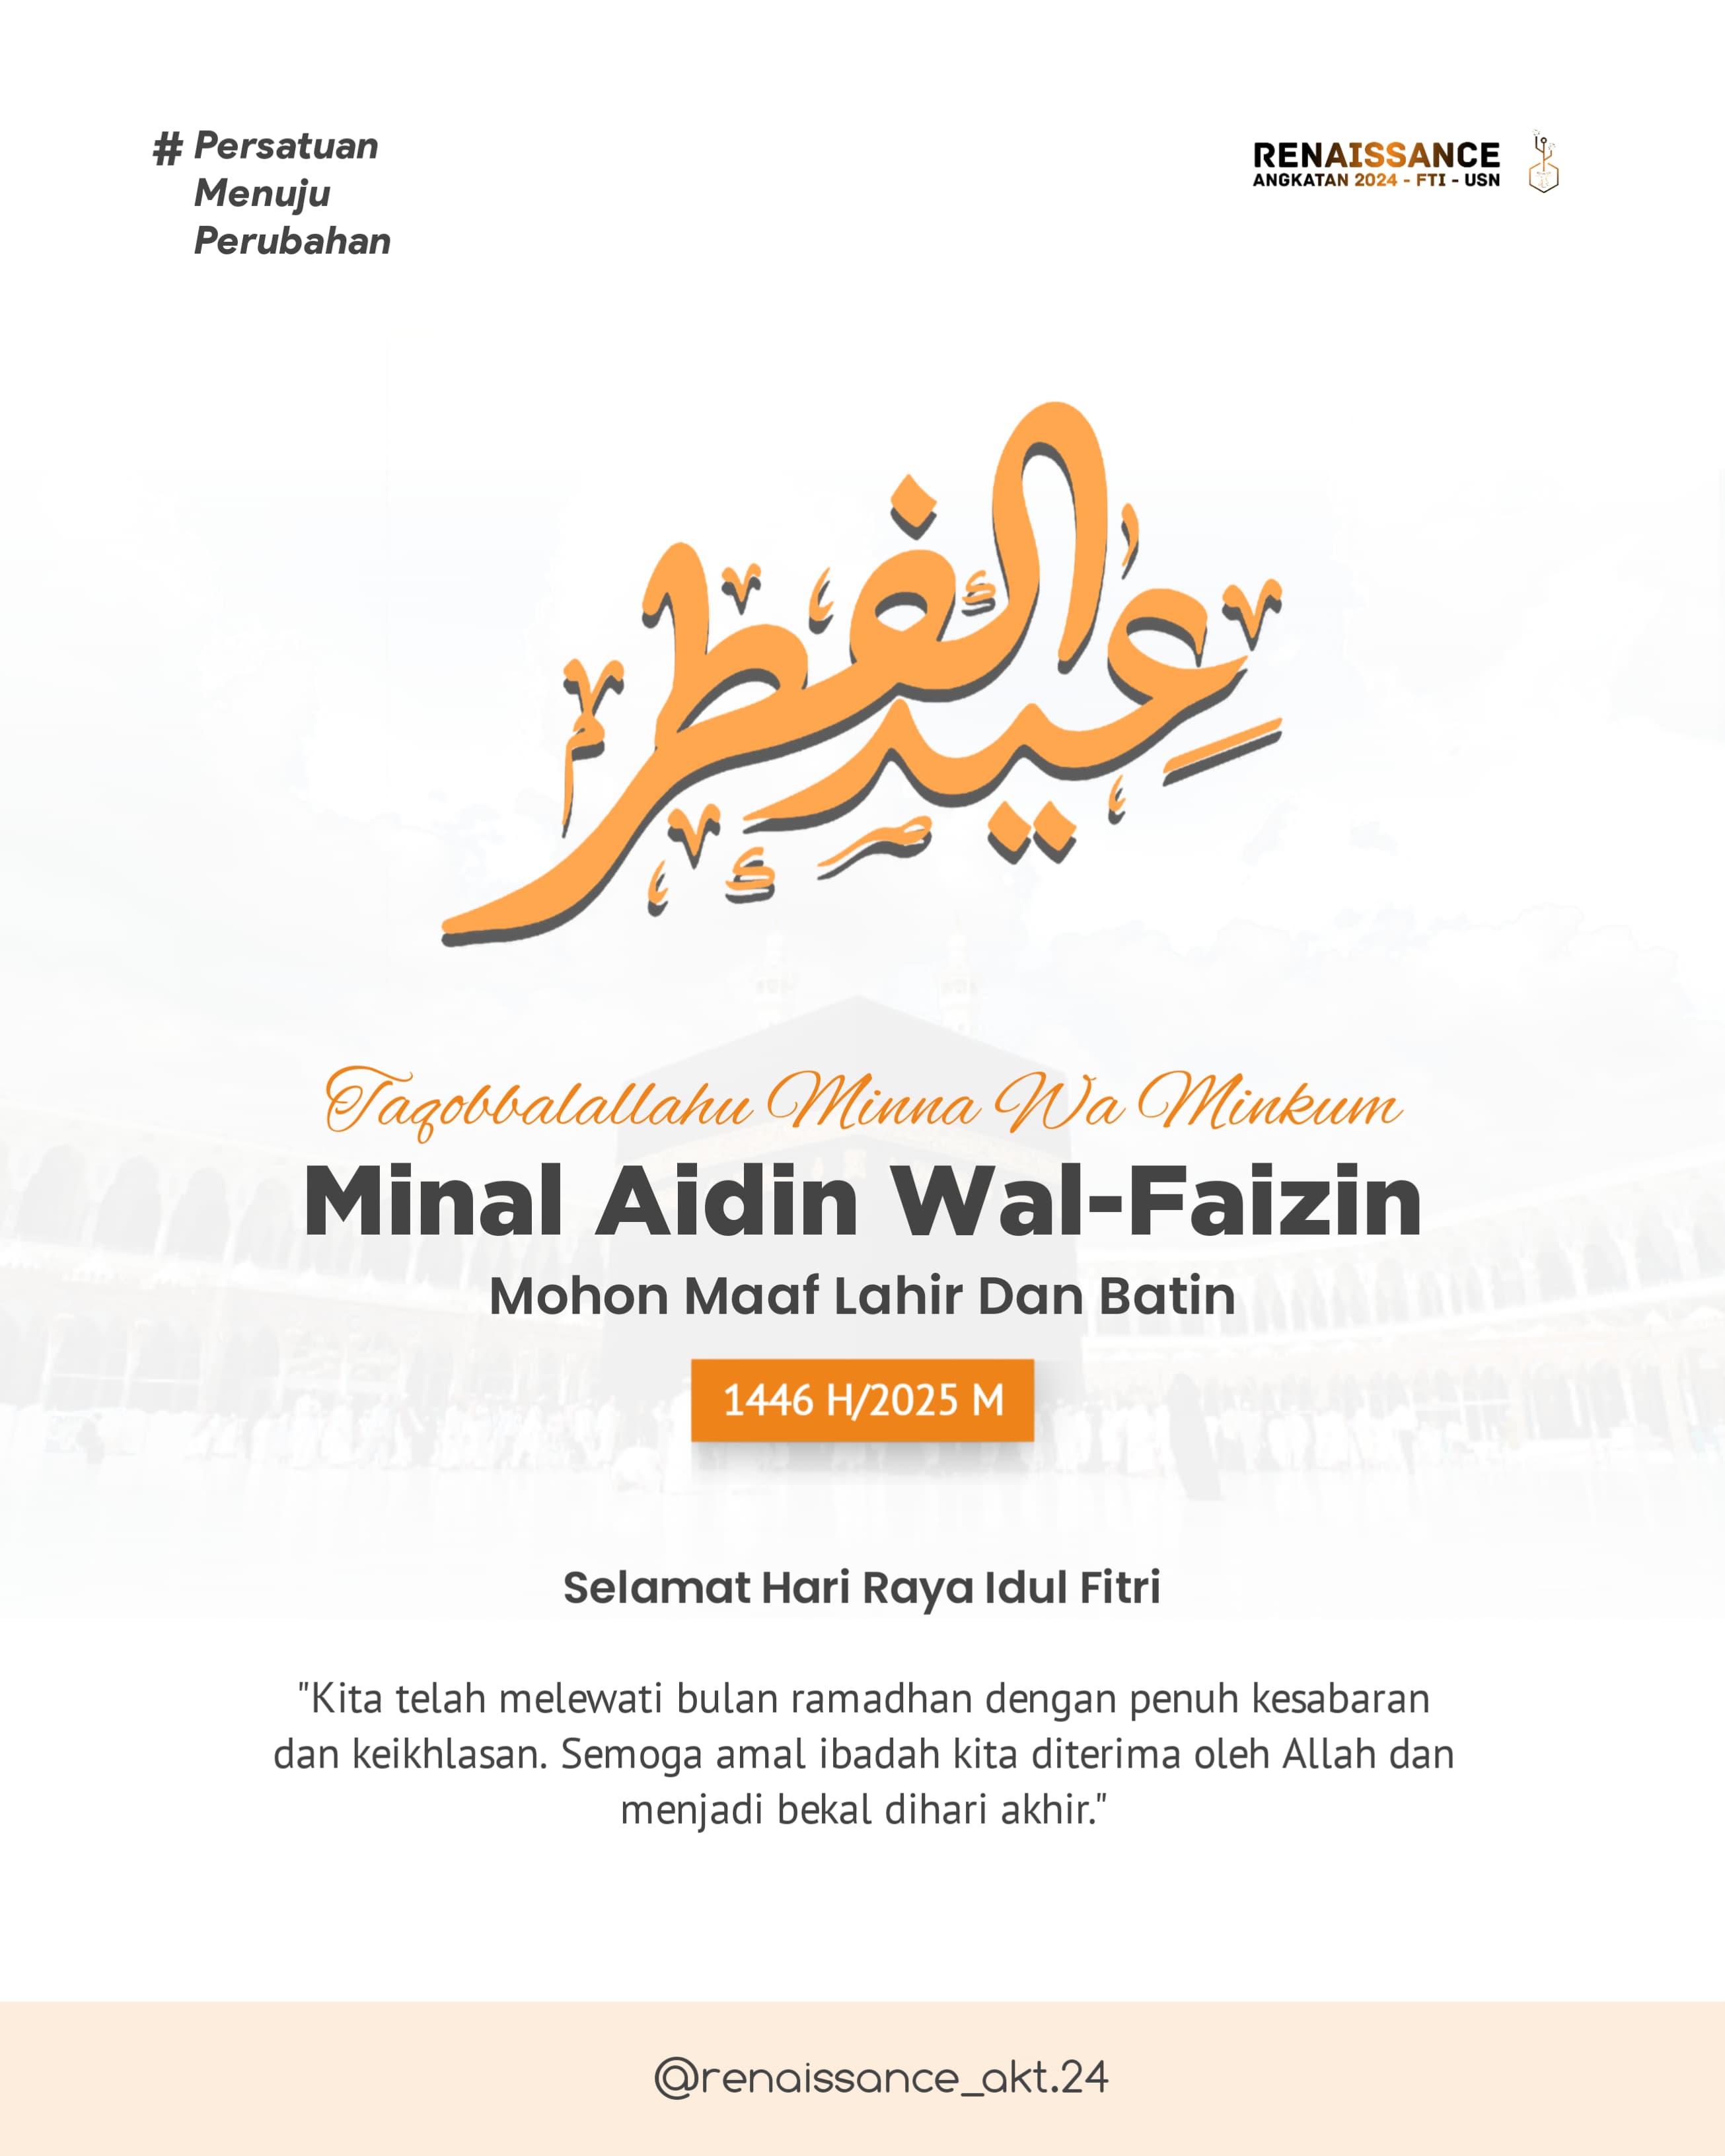 # Persatuan
Menuju
Perubahan
RENAISSANCE
ANGKATAN 2024 - FTI - USN
عيد الفطر
Taqobbalallahu Minna Wa Minkum
Minal Aidin Wal-Faizin
Mohon Maaf Lahir Dan Batin
1446 H/2025 M
Selamat Hari Raya Idul Fitri
"Kita telah melewati bulan ramadhan dengan penuh kesabaran
dan keikhlasan. Semoga amal ibadah kita diterima oleh Allah dan
menjadi bekal dihari akhir."
@renaissance_akt.24